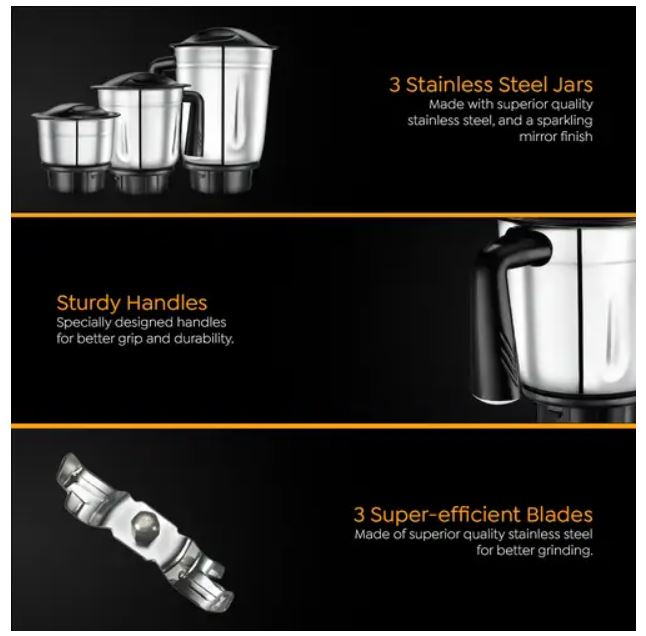 3 Stainless Steel Jars
Made with superior quality
stainless steel, and a sparkling
mirror finish
Sturdy Handles
Specially designed handles
for better grip and durability.
3 Super-efficient Blades
Made of superior quality stainless steel
for better grinding.